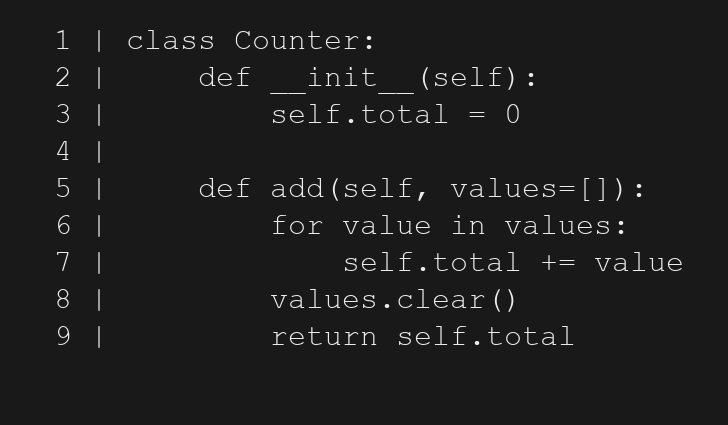 1 | class Counter:
2 |     def __init__(self):
3 |         self.total = 0
4 |
5 |     def add(self, values=[]):
6 |         for value in values:
7 |             self.total += value
8 |         values.clear()
9 |         return self.total